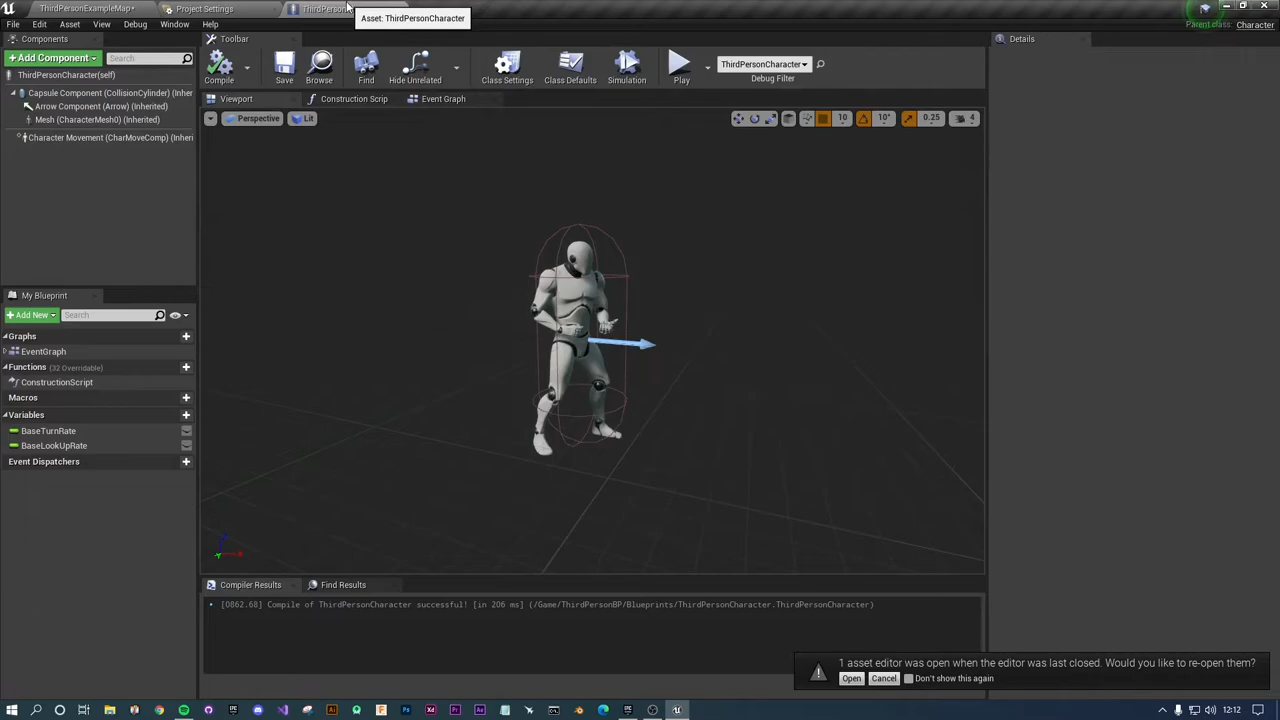 ThirdPersonExampleMap*
Project Settings
ThirdPerson
Asset: ThirdPersonCharacter
File
Edit
Asset
View
Debug
Window
Help
Parent class: Character
Components
Toolbar
Details
+Add Component
Search
ThirdPersonCharacter(self)
Capsule Component (CollisionCylinder) (Inher
Arrow Component (Arrow) (Inherited)
Mesh (CharacterMesh0) (Inherited)
Character Movement (CharMoveComp) (Inheri
Compile
Save
Browse
Find
Hide Unrelated
Class Settings
Class Defaults
Simulation
Play
ThirdPersonCharacter
Debug Filter
Viewport
Construction Scrip
Event Graph
Perspective
Lit
10
10°
0.25
4
My Blueprint
+Add New
Search
Graphs
EventGraph
Functions (32 Overridable)
ConstructionScript
Macros
Variables
BaseTurnRate
BaseLookUpRate
Event Dispatchers
Compiler Results
Find Results
[0862.68] Compile of ThirdPersonCharacter successful! [in 206 ms] (/Game/ThirdPersonBP/Blueprints/ThirdPersonCharacter.ThirdPersonCharacter)
1 asset editor was open when the editor was last closed. Would you like to re-open them?
Open
Cancel
Don't show this again
12:12